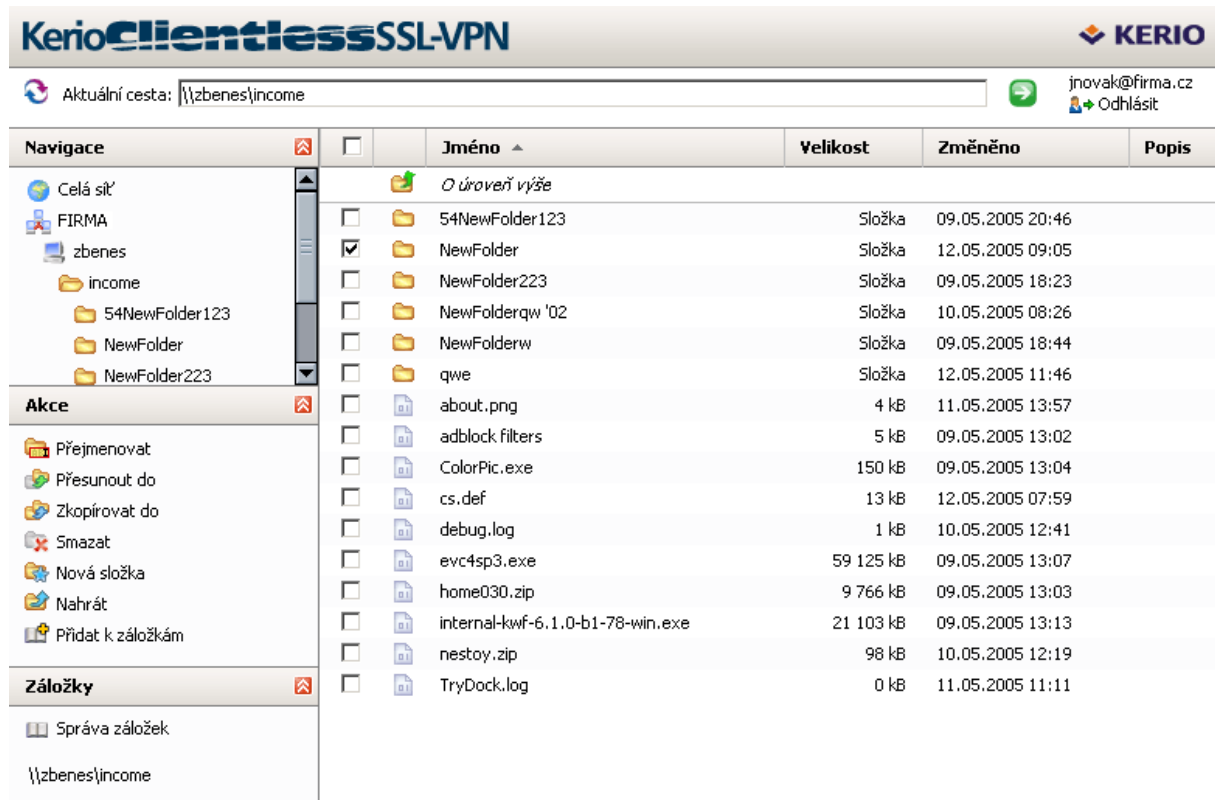 KerioClientlessSSL-VPN
KERIO
Aktuální cesta: \\zbenes\income
jnovak@firma.cz
Odhlásit
Navigace
Celá síť
FIRMA
zbenes
income
54NewFolder123
NewFolder
NewFolder223
Akce
Přejmenovat
Přesunout do
Zkopírovat do
Smazat
Nová složka
Nahrát
Přidat k záložkám
Záložky
Správa záložek
\\zbenes\income
Jméno Velikost Změněno Popis
O úroveň výše
54NewFolder123 Složka 09.05.2005 20:46
NewFolder Složka 12.05.2005 09:05
NewFolder223 Složka 09.05.2005 18:23
NewFolderqw '02 Složka 10.05.2005 08:26
NewFolderw Složka 09.05.2005 18:44
qwe Složka 12.05.2005 11:46
about.png 4 kB 11.05.2005 13:57
adblock filters 5 kB 09.05.2005 13:02
ColorPic.exe 150 kB 09.05.2005 13:04
cs.def 13 kB 12.05.2005 07:59
debug.log 1 kB 10.05.2005 12:41
evc4sp3.exe 59 125 kB 09.05.2005 13:07
home030.zip 9 766 kB 09.05.2005 13:03
internal-kwf-6.1.0-b1-78-win.exe 21 103 kB 09.05.2005 13:13
nestoy.zip 98 kB 10.05.2005 12:19
TryDock.log 0 kB 11.05.2005 11:11